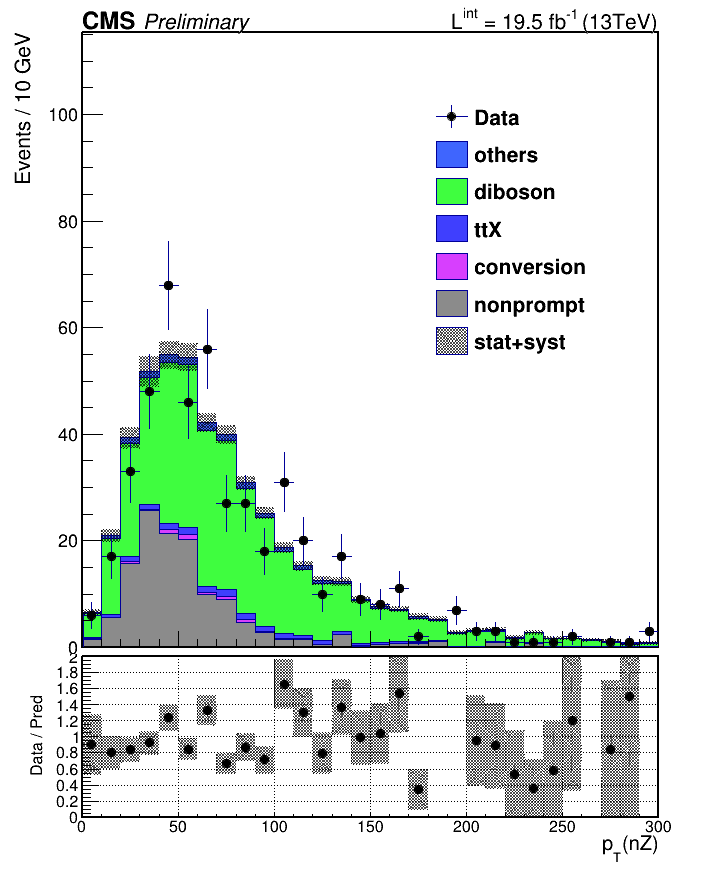 CMS Preliminary L^int = 19.5 fb^-1 (13TeV)
Events / 10 GeV
100
80
60
40
20
0
Data
others
diboson
ttX
conversion
nonprompt
stat+syst
Data / Pred
2
1.8
1.6
1.4
1.2
1
0.8
0.6
0.4
0.2
0
0 50 100 150 200 250 300
p_T(nZ)